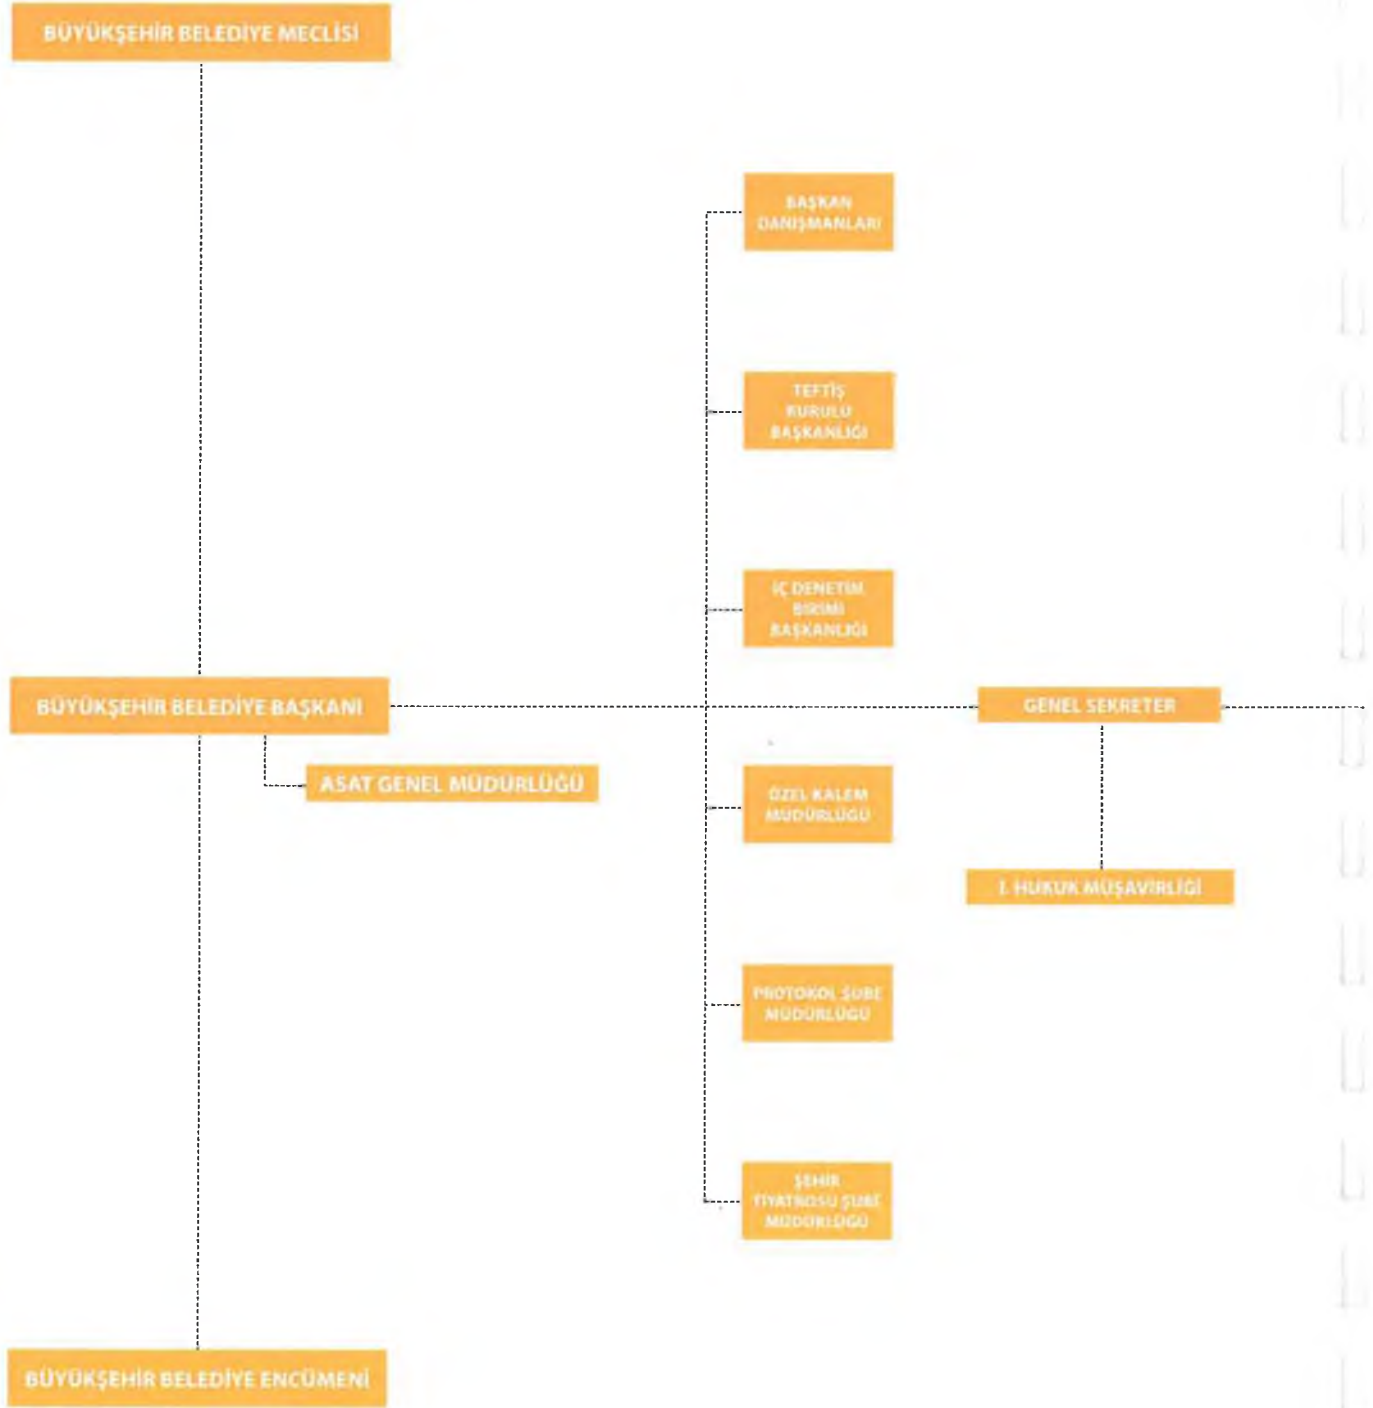 BÜYÜKŞEHİR BELEDİYE MECLİSİ
BAŞKAN
DANIŞMANLARI
TEFTİŞ
KURULU
BAŞKANLIĞI
İÇ DENETİM
BİRİMİ
BAŞKANLIĞI
BÜYÜKŞEHİR BELEDİYE BAŞKANI
GENEL SEKRETER
ASAT GENEL MÜDÜRLÜĞÜ
ÖZEL KALEM
MÜDÜRLÜĞÜ
I. HUKUK MÜŞAVİRLİĞİ
PROTOKOL ŞUBE
MÜDÜRLÜĞÜ
ŞEHİR
TİYATROSU ŞUBE
MÜDÜRLÜĞÜ
BÜYÜKŞEHİR BELEDİYE ENCÜMENİ